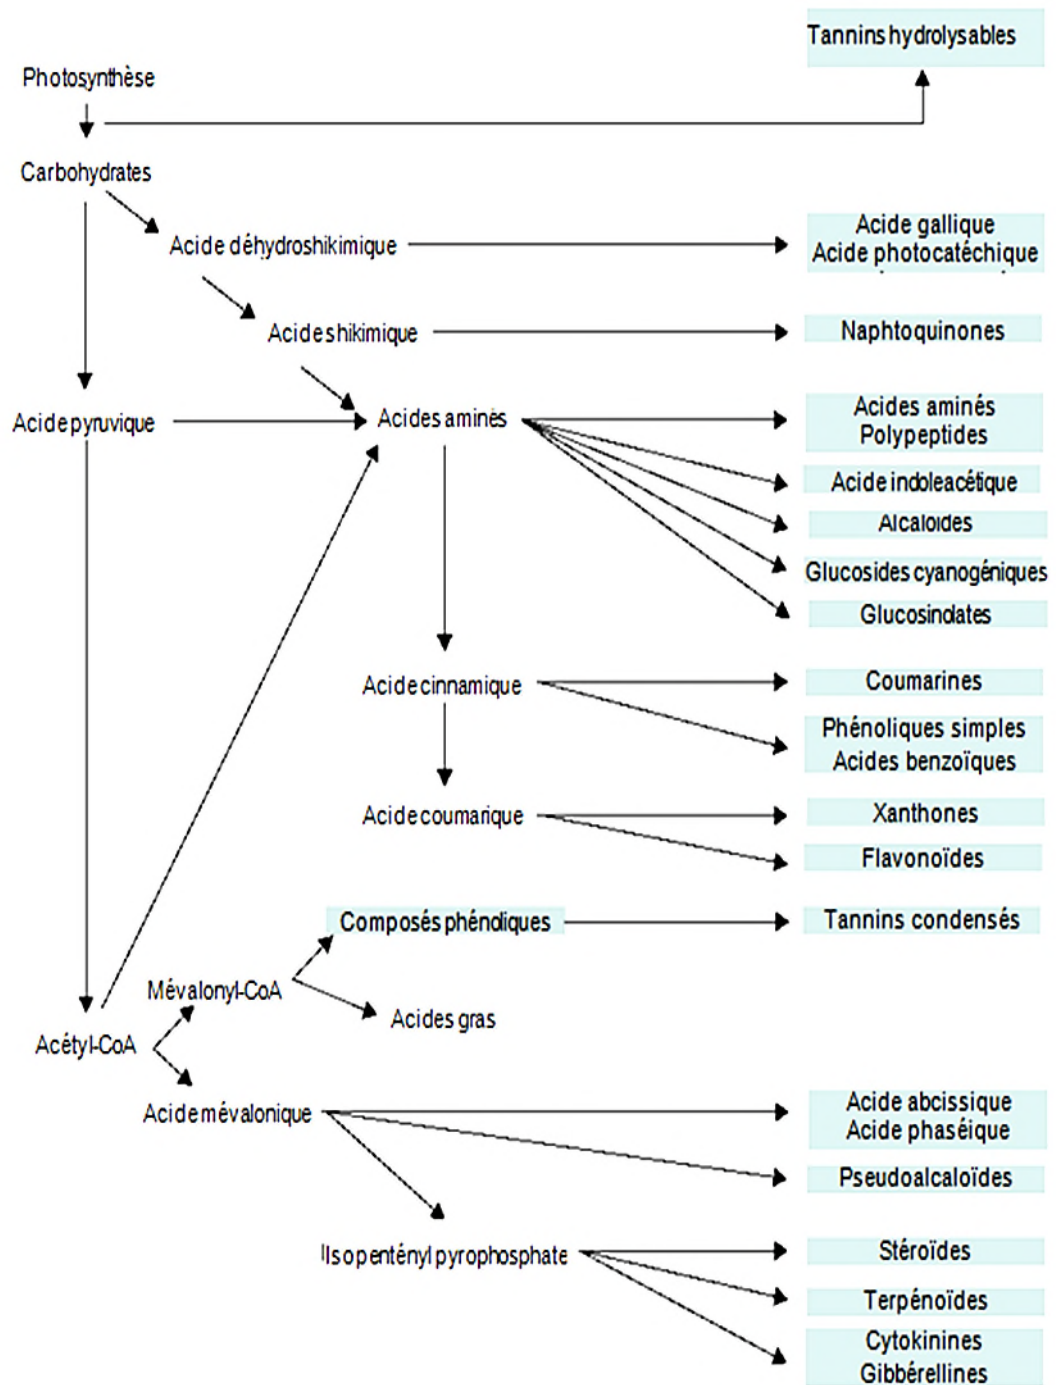 Tannins hydrolysables
Photosynthèse
Carbohydrates
Acide déhydroshikimique
Acide gallique
Acide photocatéchique
Acide shikimique
Naphtoquinones
Acide pyruvique
Acides aminés
Acides aminés
Polypeptides
Acide indoleacétique
Alcaloïdes
Glucosides cyanogéniques
Glucosinolates
Acide cinnamique
Coumarines
Phénoliques simples
Acides benzoïques
Acide coumarique
Xanthones
Flavonoïdes
Composés phénoliques
Tannins condensés
Mévalonyl-CoA
Acides gras
Acétyl-CoA
Acide mévalonique
Acide abcissique
Acide phaséique
Pseudoalcaloïdes
IIsopentényl pyrophosphate
Stéroïdes
Terpénoïdes
Cytokinines
Gibbérellines